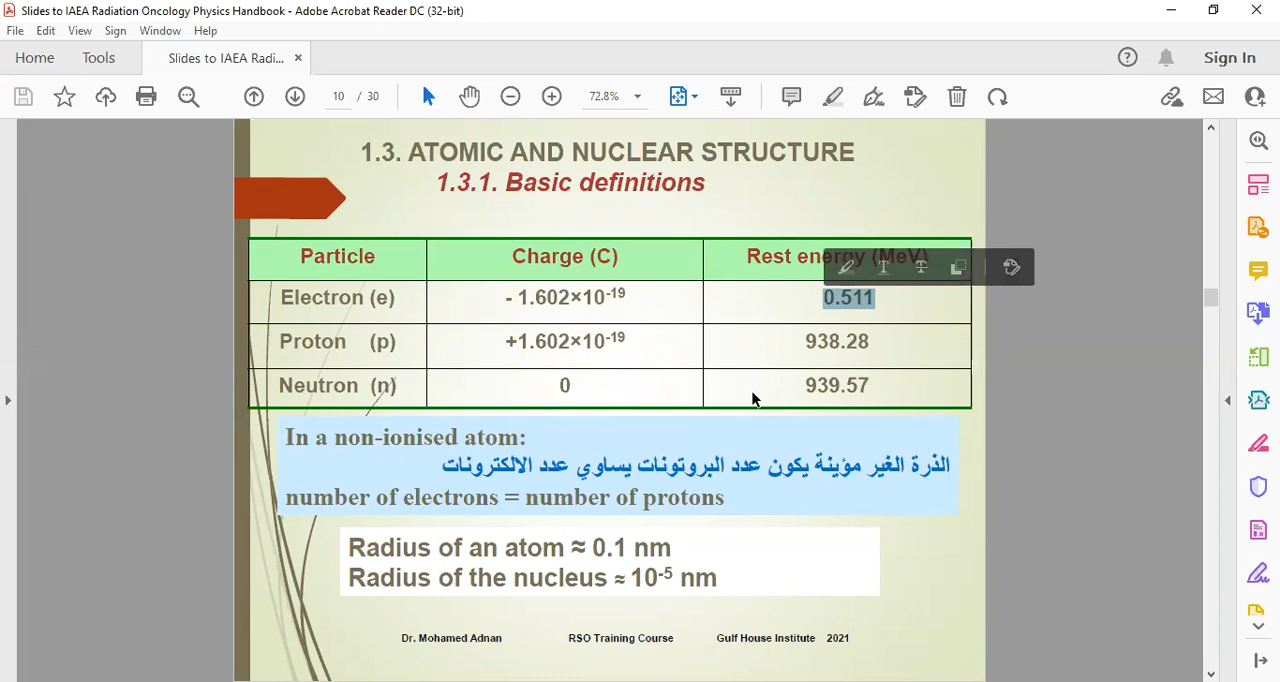 Slides to IAEA Radiation Oncology Physics Handbook - Adobe Acrobat Reader DC (32-bit)
File Edit View Sign Window Help
Home Tools Slides to IAEA Radi... × Sign In
10 / 30 72.8%
1.3. ATOMIC AND NUCLEAR STRUCTURE
1.3.1. Basic definitions
Particle Charge (C) Rest energy (MeV)
Electron (e) - 1.602×10⁻¹⁹ 0.511
Proton (p) +1.602×10⁻¹⁹ 938.28
Neutron (n) 0 939.57
In a non-ionised atom:
الذرة الغير مؤينة يكون عدد البروتونات يساوي عدد الالكترونات
number of electrons = number of protons
Radius of an atom ≈ 0.1 nm
Radius of the nucleus ≈ 10⁻⁵ nm
Dr. Mohamed Adnan RSO Training Course Gulf House Institute 2021